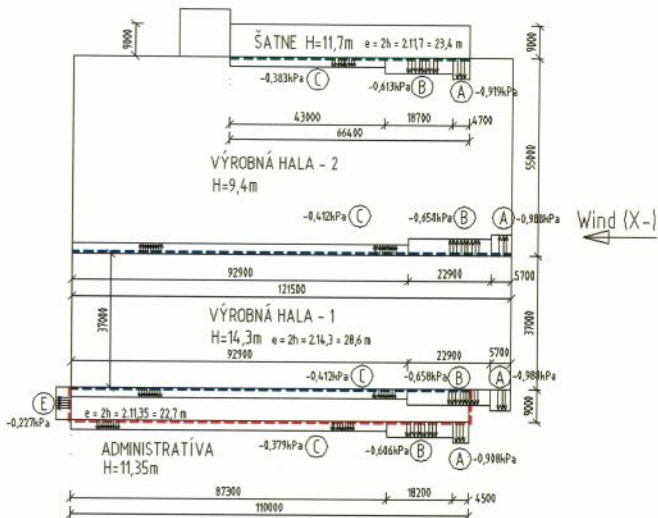 9000
ŠATNE H=11,7m e = 2h = 2.11,7 = 23,4 m
9000
-0,383kPa C
-0,613kPa B
A -0,919kPa
43000
18700
4700
66400
VÝROBNÁ HALA - 2
H=9,4m
55000
-0,412kPa C
-0,658kPa B
A -0,988kPa
Wind (X-)
92900
22900
5700
121500
37000
VÝROBNÁ HALA - 1
H=14,3m e = 2h = 2.14,3 = 28,6 m
37000
92900
22900
5700
-0,412kPa C
-0,658kPa B
A -0,988kPa
E
-0,227kPa
e = 2h = 2.11,35 = 22,7 m
9000
ADMINISTRATÍVA
H=11,35m
-0,379kPa C
-0,606kPa B
A -0,908kPa
87300
18200
4500
110000